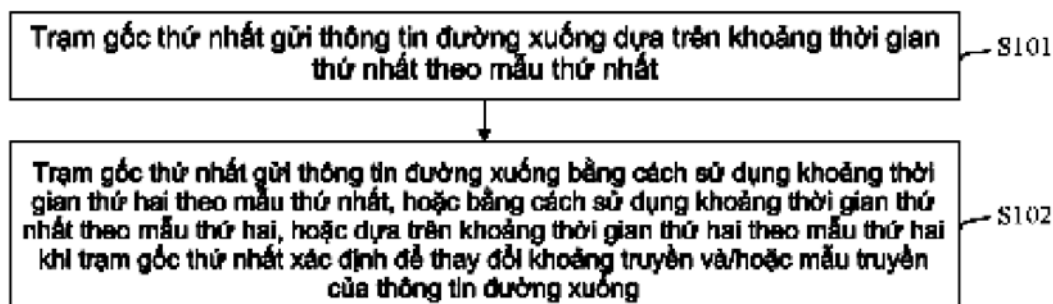 Trạm gốc thứ nhất gửi thông tin đường xuống dựa trên khoảng thời gian
thứ nhất theo mẫu thứ nhất
S101
Trạm gốc thứ nhất gửi thông tin đường xuống bằng cách sử dụng khoảng thời
gian thứ hai theo mẫu thứ nhất, hoặc bằng cách sử dụng khoảng thời gian thứ
nhất theo mẫu thứ hai, hoặc dựa trên khoảng thời gian thứ hai theo mẫu thứ hai
khi trạm gốc thứ nhất xác định để thay đổi khoảng truyền và/hoặc mẫu truyền
của thông tin đường xuống
S102